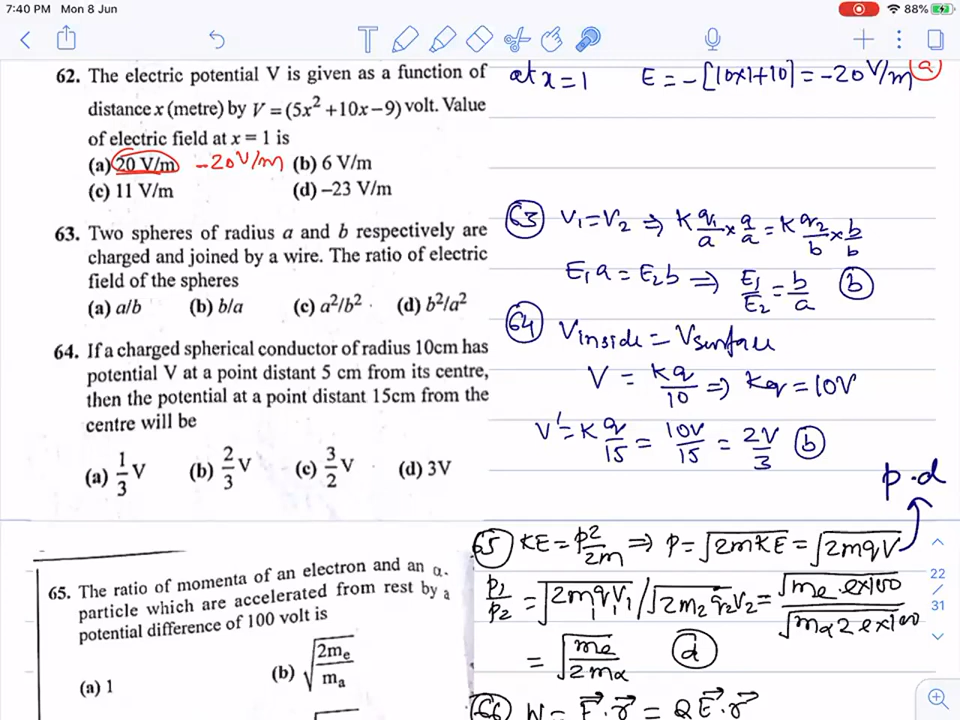 7:40 PM Mon 8 Jun
88%
62. The electric potential V is given as a function of
distance x (metre) by V = (5x² +10x – 9) volt. Value
of electric field at x = 1 is
(a) 20 V/m –20V/m (b) 6 V/m
(c) 11 V/m (d) –23 V/m
at x=1 E = –[10×1+10] = –20 V/m (a)
63. Two spheres of radius a and b respectively are
charged and joined by a wire. The ratio of electric
field of the spheres
(a) a/b (b) b/a (c) a²/b² (d) b²/a²
64. If a charged spherical conductor of radius 10cm has
potential V at a point distant 5 cm from its centre,
then the potential at a point distant 15cm from the
centre will be
(a) 1/3 V (b) 2/3 V (c) 3/2 V (d) 3V
63 V₁=V₂ ⇒ K q₁/a × a/a = K q₂/b × b/b
E₁a = E₂b ⇒ E₁/E₂ = b/a (b)
64 Vinside = Vsurface
V = Kq/10 ⇒ Kq = 10V
V' = K q/15 = 10V/15 = 2V/3 (b)
p.d
65. The ratio of momenta of an electron and an α-
particle which are accelerated from rest by a
potential difference of 100 volt is
(a) 1 (b) √(2mₑ/mₐ)
65 KE = p²/2m ⇒ p = √2mKE = √2mqV
p₁/p₂ = √2m₁q₁V₁ / √2m₂q₂V₂ = √mₑ.e×100 / √mα2e×100
= √(me/2mα) (d)
66 W = F⃗.r⃗ = QE⃗.r⃗
22
/
31